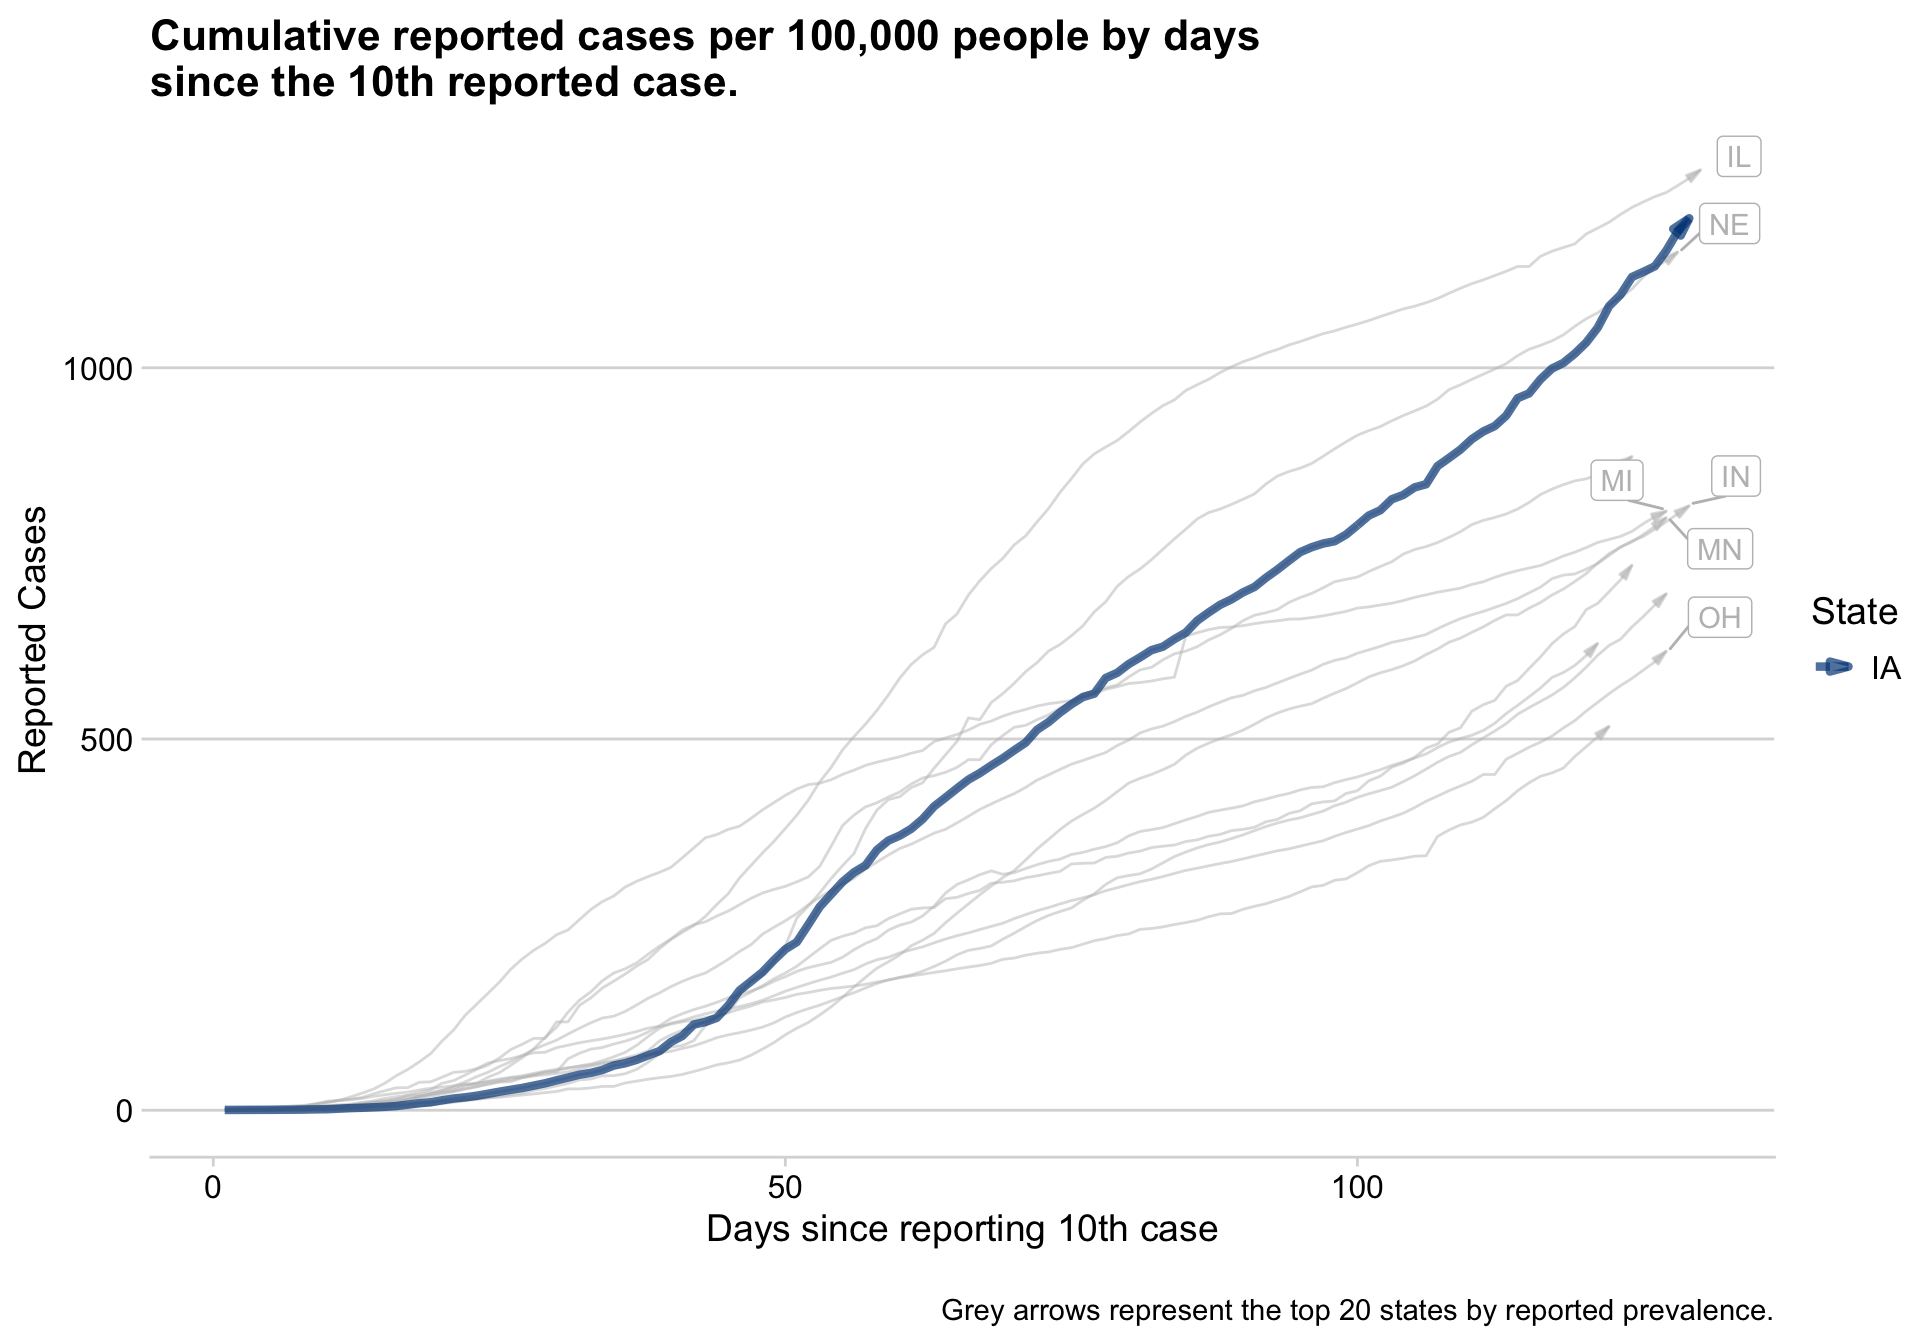 Cumulative reported cases per 100,000 people by days
since the 10th reported case.
IL
NE
1000
MI
IN
MN
OH
500
0
Reported Cases
State
IA
0
50
100
Days since reporting 10th case
Grey arrows represent the top 20 states by reported prevalence.